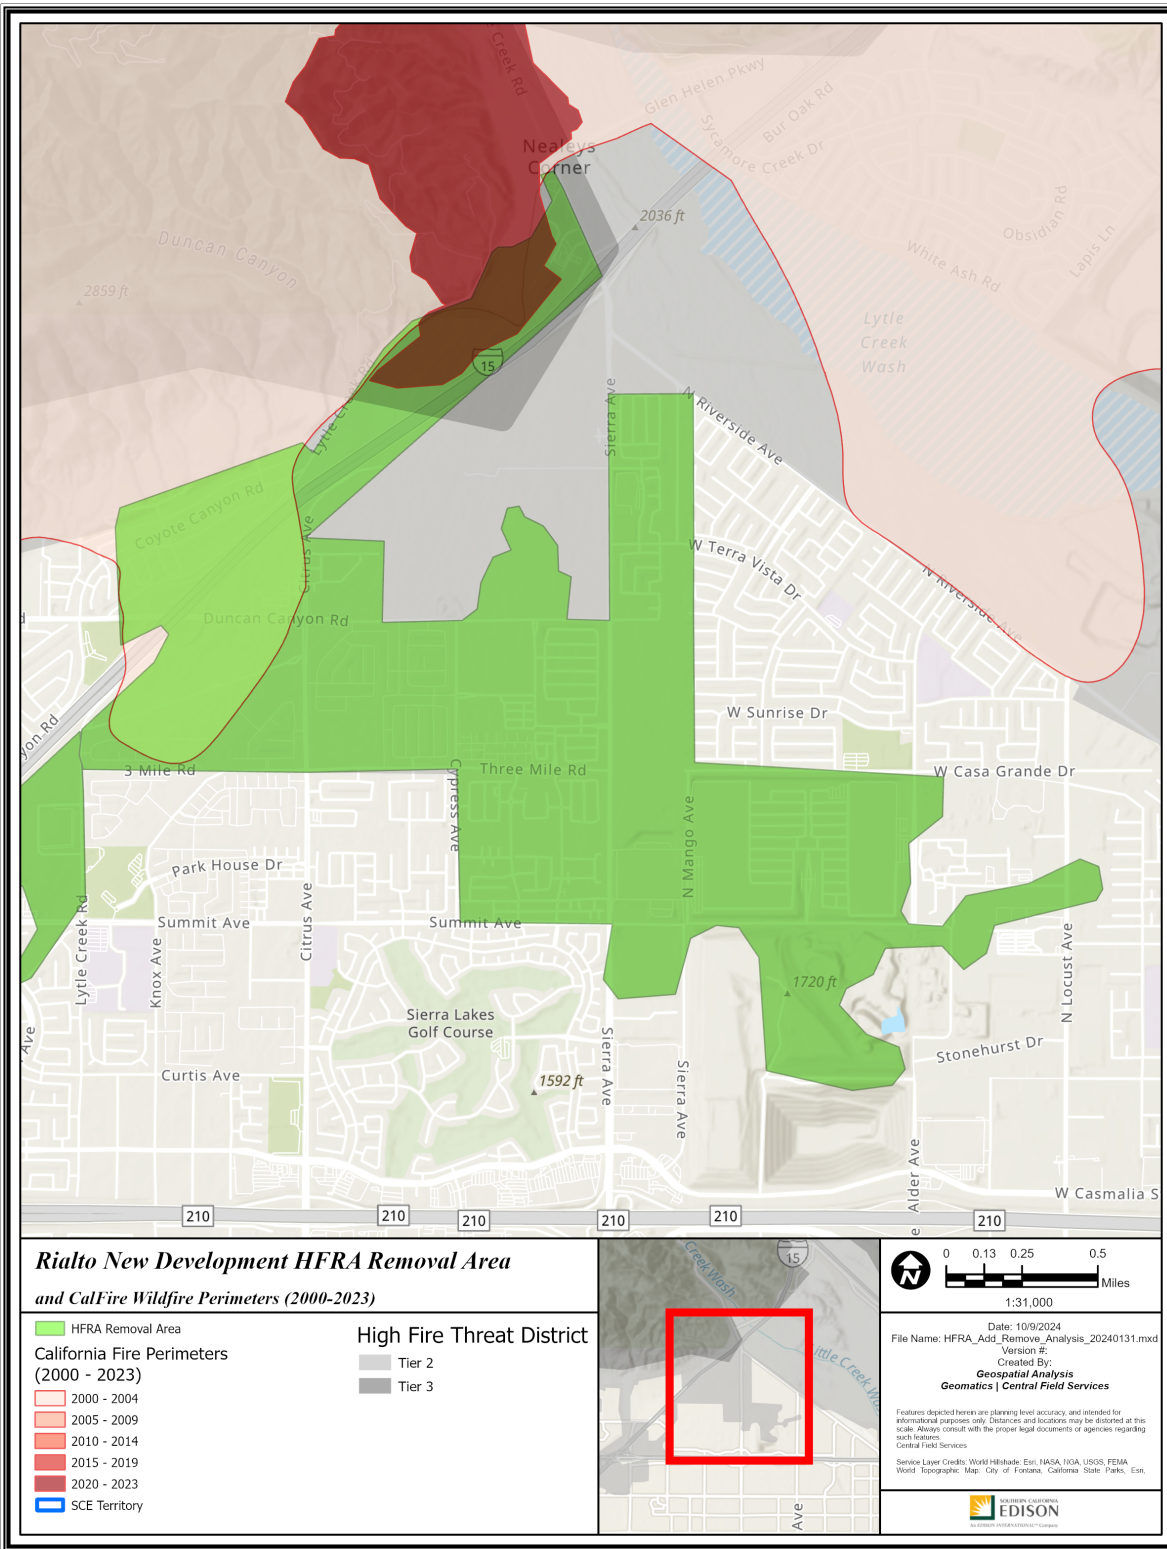 Creek Rd
Glen Helen Pkwy
Bur Oak Rd
Sycamore Creek Dr
Nealeys
Corner
2036 ft
Obsidian Rd
Lapis Ln
White Ash Rd
Duncan Canyon
2859 ft
Lytle
Creek
Wash
15
Lytle Creek Rd
Sierra Ave
N Riverside Ave
Coyote Canyon Rd
Citrus Ave
W Terra Vista Dr
N Riverside Ave
Duncan Canyon Rd
d
yon Rd
W Sunrise Dr
3 Mile Rd
Three Mile Rd
W Casa Grande Dr
Cypress Ave
N Mango Ave
Park House Dr
Summit Ave
Summit Ave
Lytle Creek Rd
Knox Ave
Citrus Ave
1720 ft
N Locust Ave
Sierra Lakes
Golf Course
Ave
Stonehurst Dr
Curtis Ave
1592 ft
Sierra Ave
Sierra Ave
Alder Ave
e
W Casmalia S
210
210
210
210
210
210
Rialto New Development HFRA Removal Area
and CalFire Wildfire Perimeters (2000-2023)
HFRA Removal Area
California Fire Perimeters
(2000 - 2023)
2000 - 2004
2005 - 2009
2010 - 2014
2015 - 2019
2020 - 2023
SCE Territory
High Fire Threat District
Tier 2
Tier 3
Creek Wash
15
Little Creek Was
Ave
N
0 0.13 0.25 0.5
Miles
1:31,000
Date: 10/9/2024
File Name: HFRA_Add_Remove_Analysis_20240131.mxd
Version #:
Created By:
Geospatial Analysis
Geomatics | Central Field Services
Features depicted herein are planning level accuracy, and intended for
informational purposes only. Distances and locations may be distorted at this
scale. Always consult with the proper legal documents or agencies regarding
such features.
Central Field Services
Service Layer Credits: World Hillshade: Esri, NASA, NGA, USGS, FEMA
World Topographic Map: City of Fontana, California State Parks, Esri,
SOUTHERN CALIFORNIA
EDISON
An EDISON INTERNATIONAL℠ Company